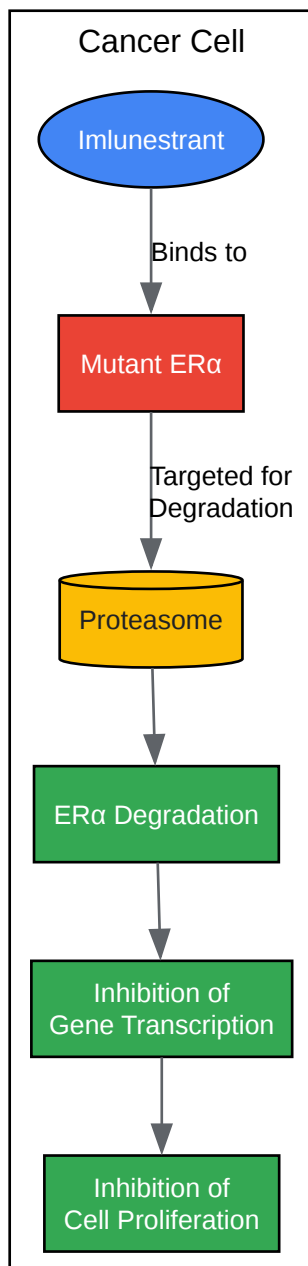 Cancer Cell
Imlunestrant
Binds to
Mutant ERα
Targeted for
Degradation
Proteasome
ERα Degradation
Inhibition of
Gene Transcription
Inhibition of
Cell Proliferation